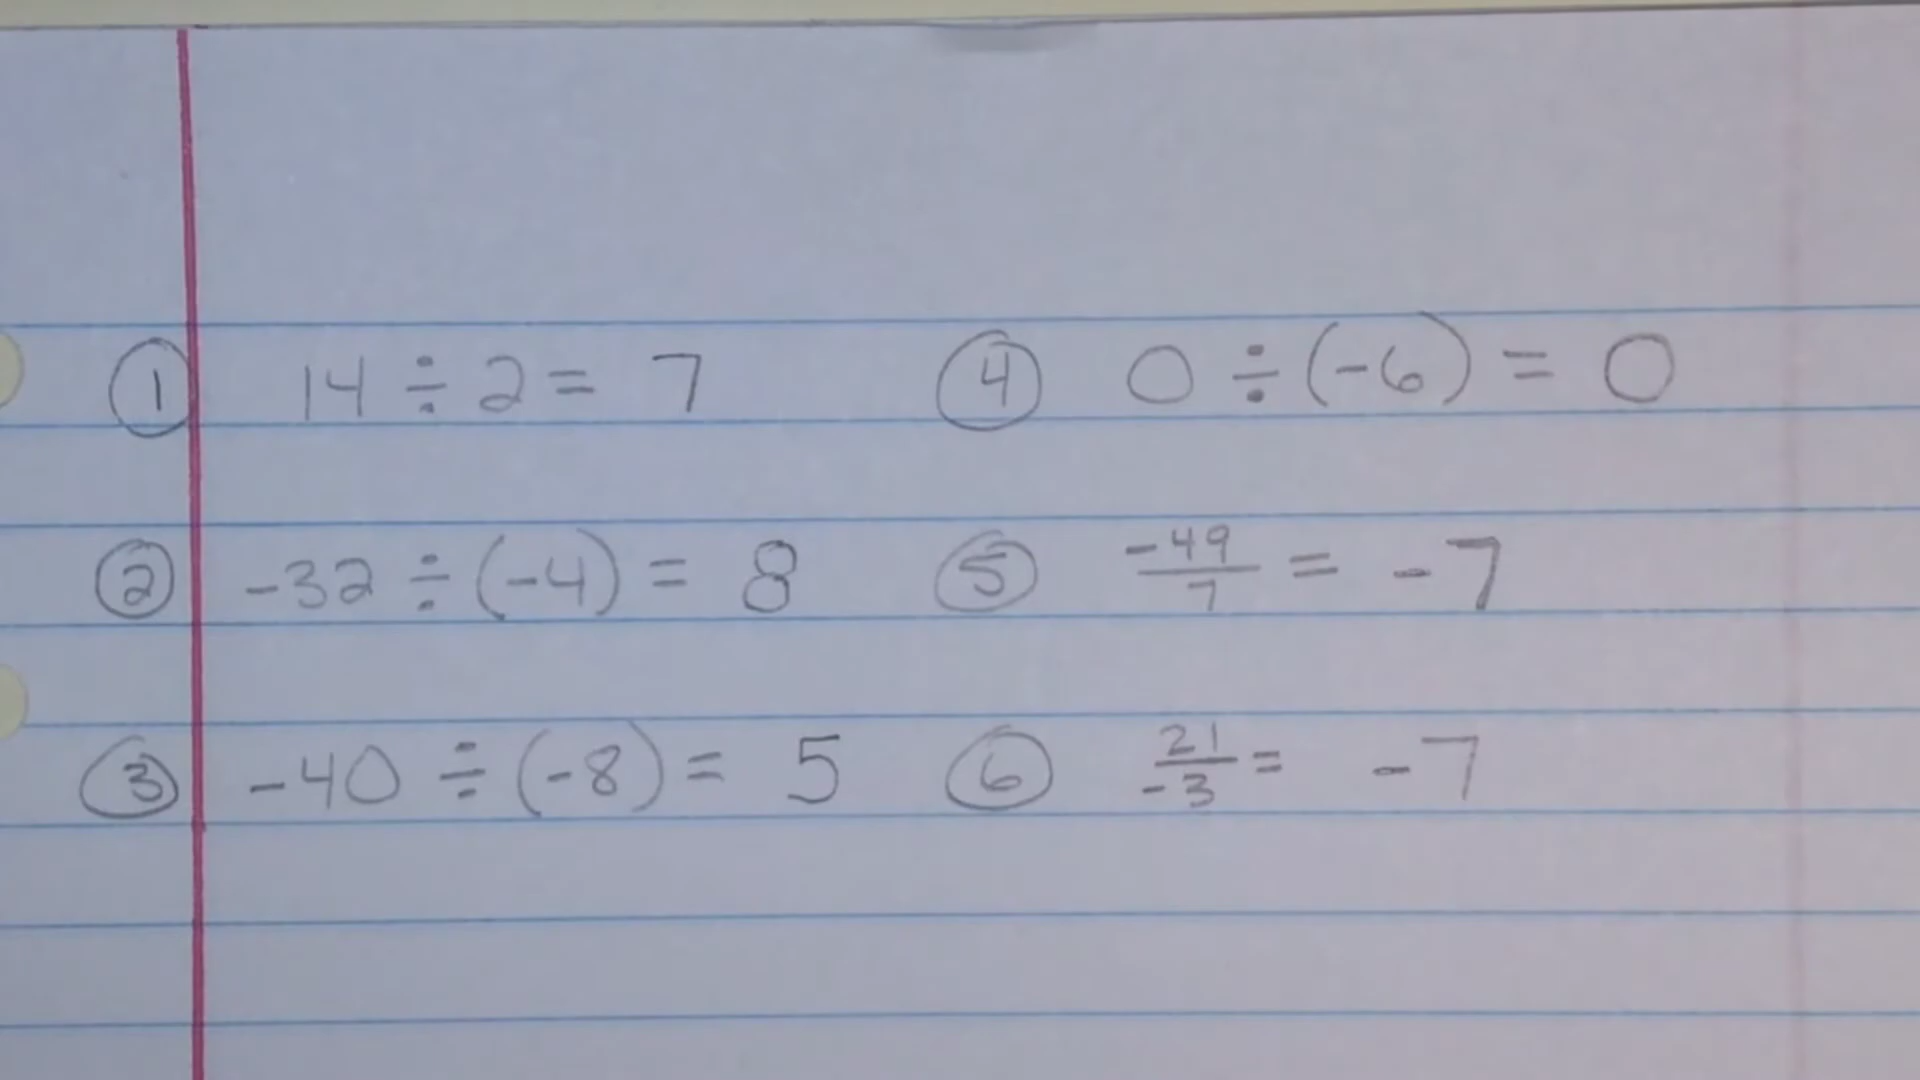 ① 14 ÷ 2 = 7
② -32 ÷ (-4) = 8
③ -40 ÷ (-8) = 5
④ 0 ÷ (-6) = 0
⑤ -49/7 = -7
⑥ 21/-3 = -7